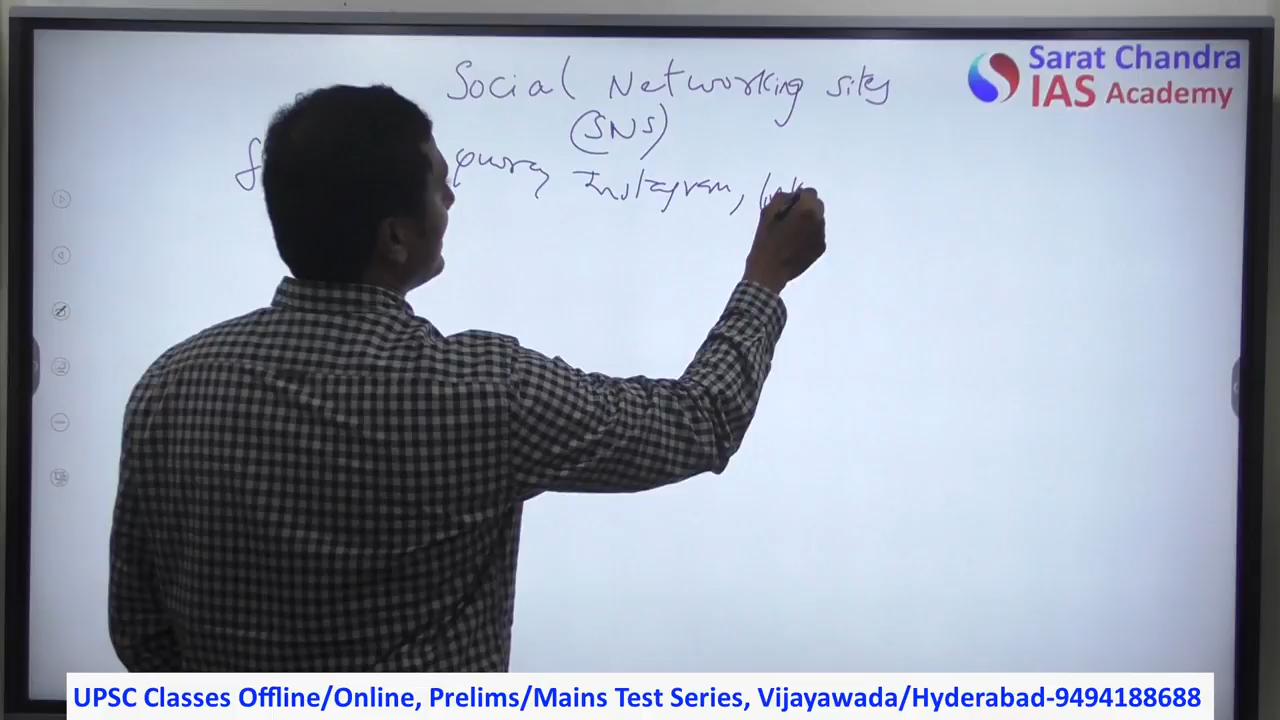 Social Networking sites
(SNS)
Quora, Instagram,
Sarat Chandra
IAS Academy
UPSC Classes Offline/Online, Prelims/Mains Test Series, Vijayawada/Hyderabad-9494188688